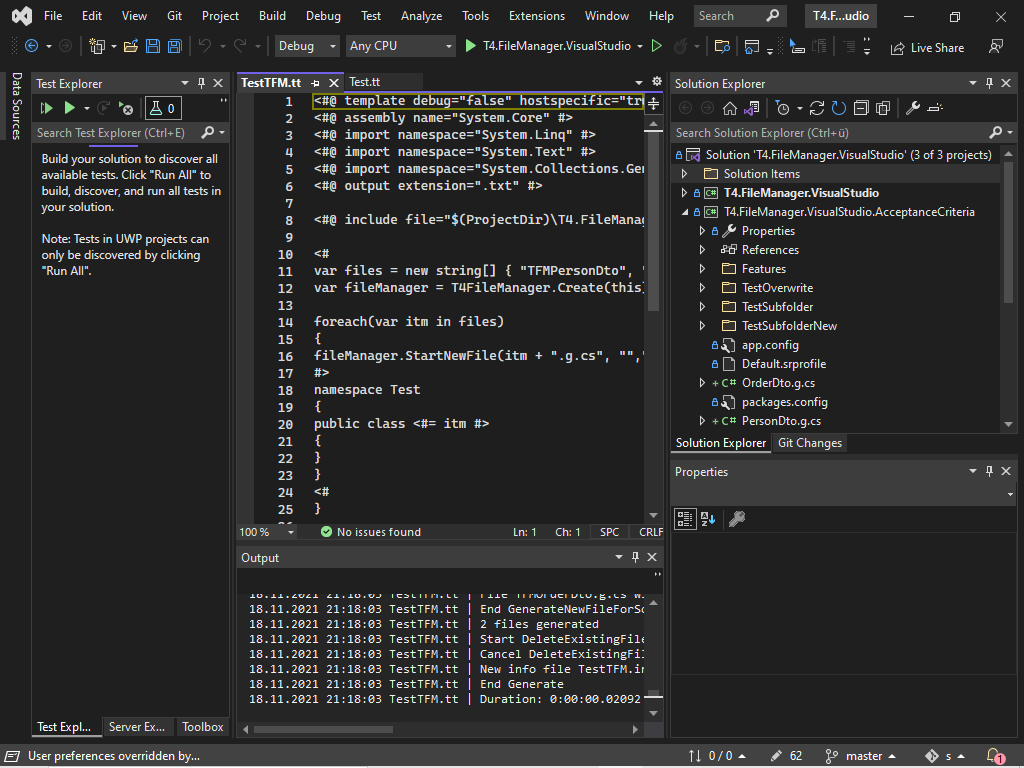 File Edit View Git Project Build Debug Test Analyze Tools Extensions Window Help Search T4.F...udio
Debug Any CPU T4.FileManager.VisualStudio Live Share
Data Sources
Test Explorer
0
Search Test Explorer (Ctrl+E)
Build your solution to discover all
available tests. Click "Run All" to
build, discover, and run all tests in
your solution.
Note: Tests in UWP projects can
only be discovered by clicking
"Run All".
Test Expl... Server Ex... Toolbox
TestTFM.tt Test.tt
1 <#@ template debug="false" hostspecific="tr
2 <#@ assembly name="System.Core" #>
3 <#@ import namespace="System.Linq" #>
4 <#@ import namespace="System.Text" #>
5 <#@ import namespace="System.Collections.Ger
6 <#@ output extension=".txt" #>
7
8 <#@ include file="$(ProjectDir)\T4.FileManag
9
10 <#
11 var files = new string[] { "TFMPersonDto", "
12 var fileManager = T4FileManager.Create(this)
13
14 foreach(var itm in files)
15 {
16 fileManager.StartNewFile(itm + ".g.cs", "","
17 #>
18 namespace Test
19 {
20 public class <#= itm #>
21 {
22 }
23 }
24 <#
25 }
100 % No issues found Ln: 1 Ch: 1 SPC CRLF
Output
18.11.2021 21:18:03 TestTFM.tt | File TFMOrderDto.g.cs w
18.11.2021 21:18:03 TestTFM.tt | End GenerateNewFileForSc
18.11.2021 21:18:03 TestTFM.tt | 2 files generated
18.11.2021 21:18:03 TestTFM.tt | Start DeleteExistingFile
18.11.2021 21:18:03 TestTFM.tt | Cancel DeleteExistingFil
18.11.2021 21:18:03 TestTFM.tt | New info file TestTFM.in
18.11.2021 21:18:03 TestTFM.tt | End Generate
18.11.2021 21:18:03 TestTFM.tt | Duration: 0:00:00.02092
Solution Explorer
Search Solution Explorer (Ctrl+ü)
Solution 'T4.FileManager.VisualStudio' (3 of 3 projects)
Solution Items
C# T4.FileManager.VisualStudio
C# T4.FileManager.VisualStudio.AcceptanceCriteria
Properties
References
Features
TestOverwrite
TestSubfolder
TestSubfolderNew
app.config
Default.srprofile
+ C# OrderDto.g.cs
packages.config
+ C# PersonDto.g.cs
Solution Explorer Git Changes
Properties
User preferences overridden by... 0 / 0 62 master s 1